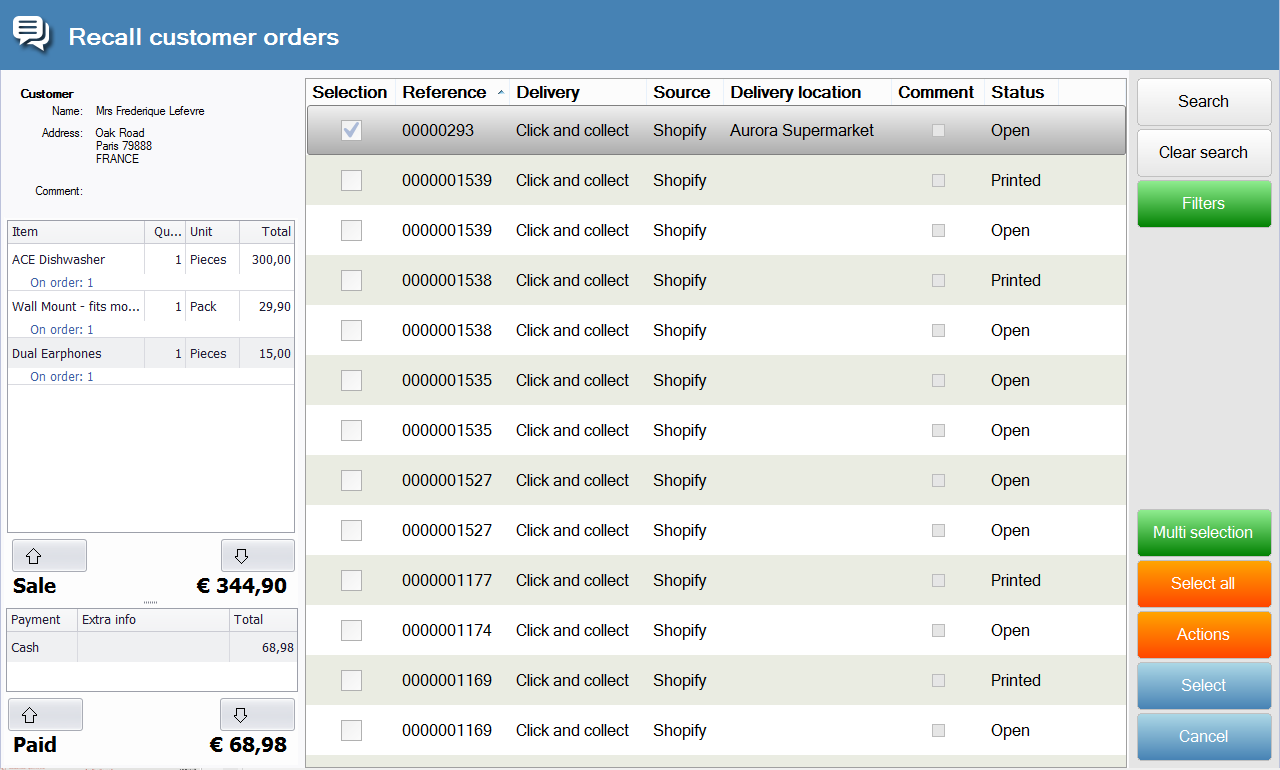 Recall customer orders
Customer
Name: Mrs Frederique Lefevre
Address: Oak Road
Paris 79888
FRANCE
Comment:
Item Qu... Unit Total
ACE Dishwasher 1 Pieces 300,00
On order: 1
Wall Mount - fits mo... 1 Pack 29,90
On order: 1
Dual Earphones 1 Pieces 15,00
On order: 1
Sale € 344,90
Payment Extra info Total
Cash 68,98
Paid € 68,98
Selection Reference Delivery Source Delivery location Comment Status
00000293 Click and collect Shopify Aurora Supermarket Open
0000001539 Click and collect Shopify Printed
0000001539 Click and collect Shopify Open
0000001538 Click and collect Shopify Printed
0000001538 Click and collect Shopify Open
0000001535 Click and collect Shopify Open
0000001535 Click and collect Shopify Open
0000001527 Click and collect Shopify Open
0000001527 Click and collect Shopify Open
0000001177 Click and collect Shopify Printed
0000001174 Click and collect Shopify Open
0000001169 Click and collect Shopify Printed
0000001169 Click and collect Shopify Open
Search
Clear search
Filters
Multi selection
Select all
Actions
Select
Cancel